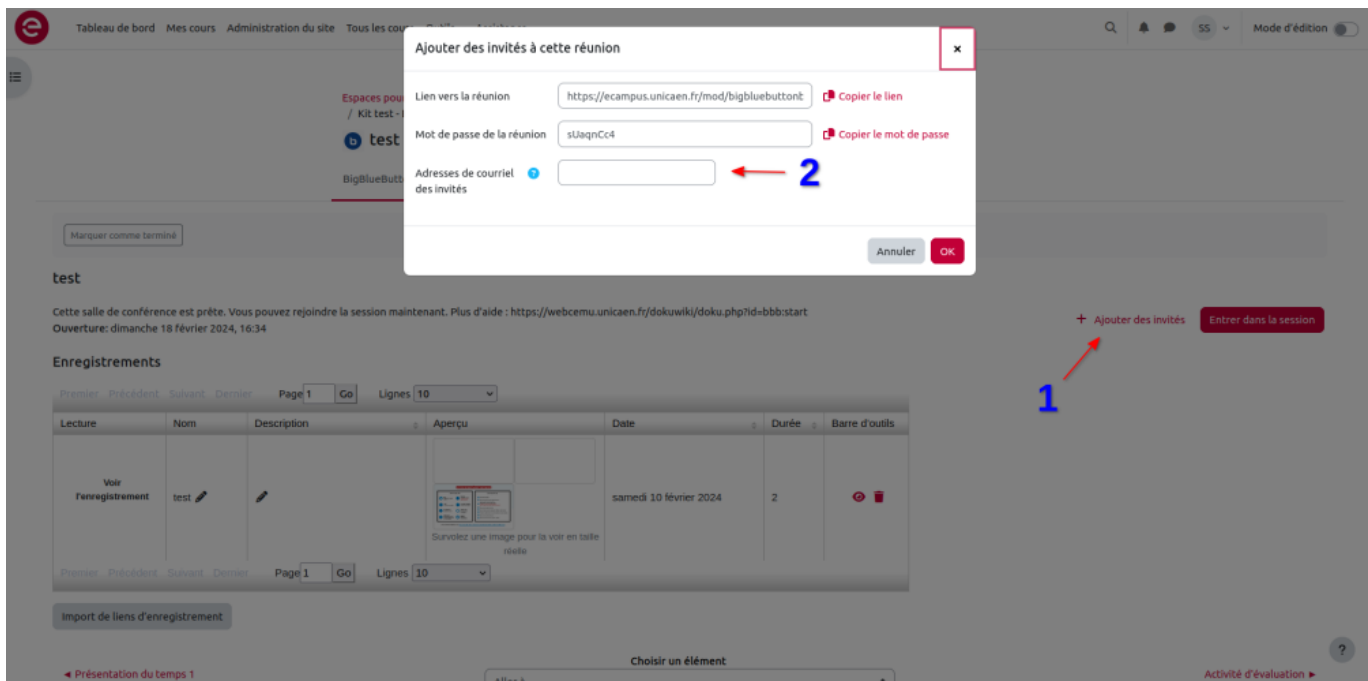 Tableau de bord Mes cours Administration du site Tous les cou
SS Mode d'édition
Ajouter des invités à cette réunion
×
Espaces pou
/ Kit test -
b test
BigBlueButt
Lien vers la réunion https://ecampus.unicaen.fr/mod/bigbluebuttonb Copier le lien
Mot de passe de la réunion sUaqnCc4 Copier le mot de passe
Adresses de courriel ?
des invités
2
Annuler OK
Marquer comme terminé
test
Cette salle de conférence est prête. Vous pouvez rejoindre la session maintenant. Plus d'aide : https://webcemu.unicaen.fr/dokuwiki/doku.php?id=bbb:start
Ouverture: dimanche 18 février 2024, 16:34
+ Ajouter des invités Entrer dans la session
1
Enregistrements
Premier Précédent Suivant Dernier Page 1 Go Lignes 10
Lecture Nom Description Aperçu Date Durée Barre d'outils
Voir
l'enregistrement test samedi 10 février 2024 2
Survolez une image pour la voir en taille
réelle
Premier Précédent Suivant Dernier Page 1 Go Lignes 10
Import de liens d'enregistrement
?
Choisir un élément
◄ Présentation du temps 1 Activité d'évaluation ►